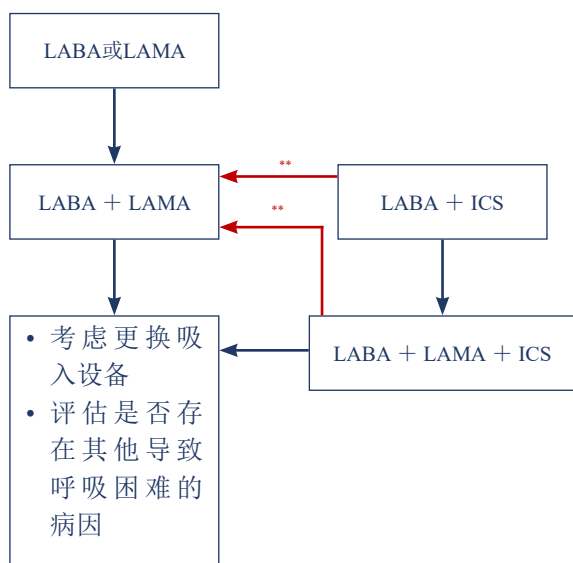 LABA或LAMA
**
LABA + LAMA
LABA + ICS
**
• 考虑更换吸
入设备
LABA + LAMA + ICS
• 评估是否存
在其他导致
呼吸困难的
病因